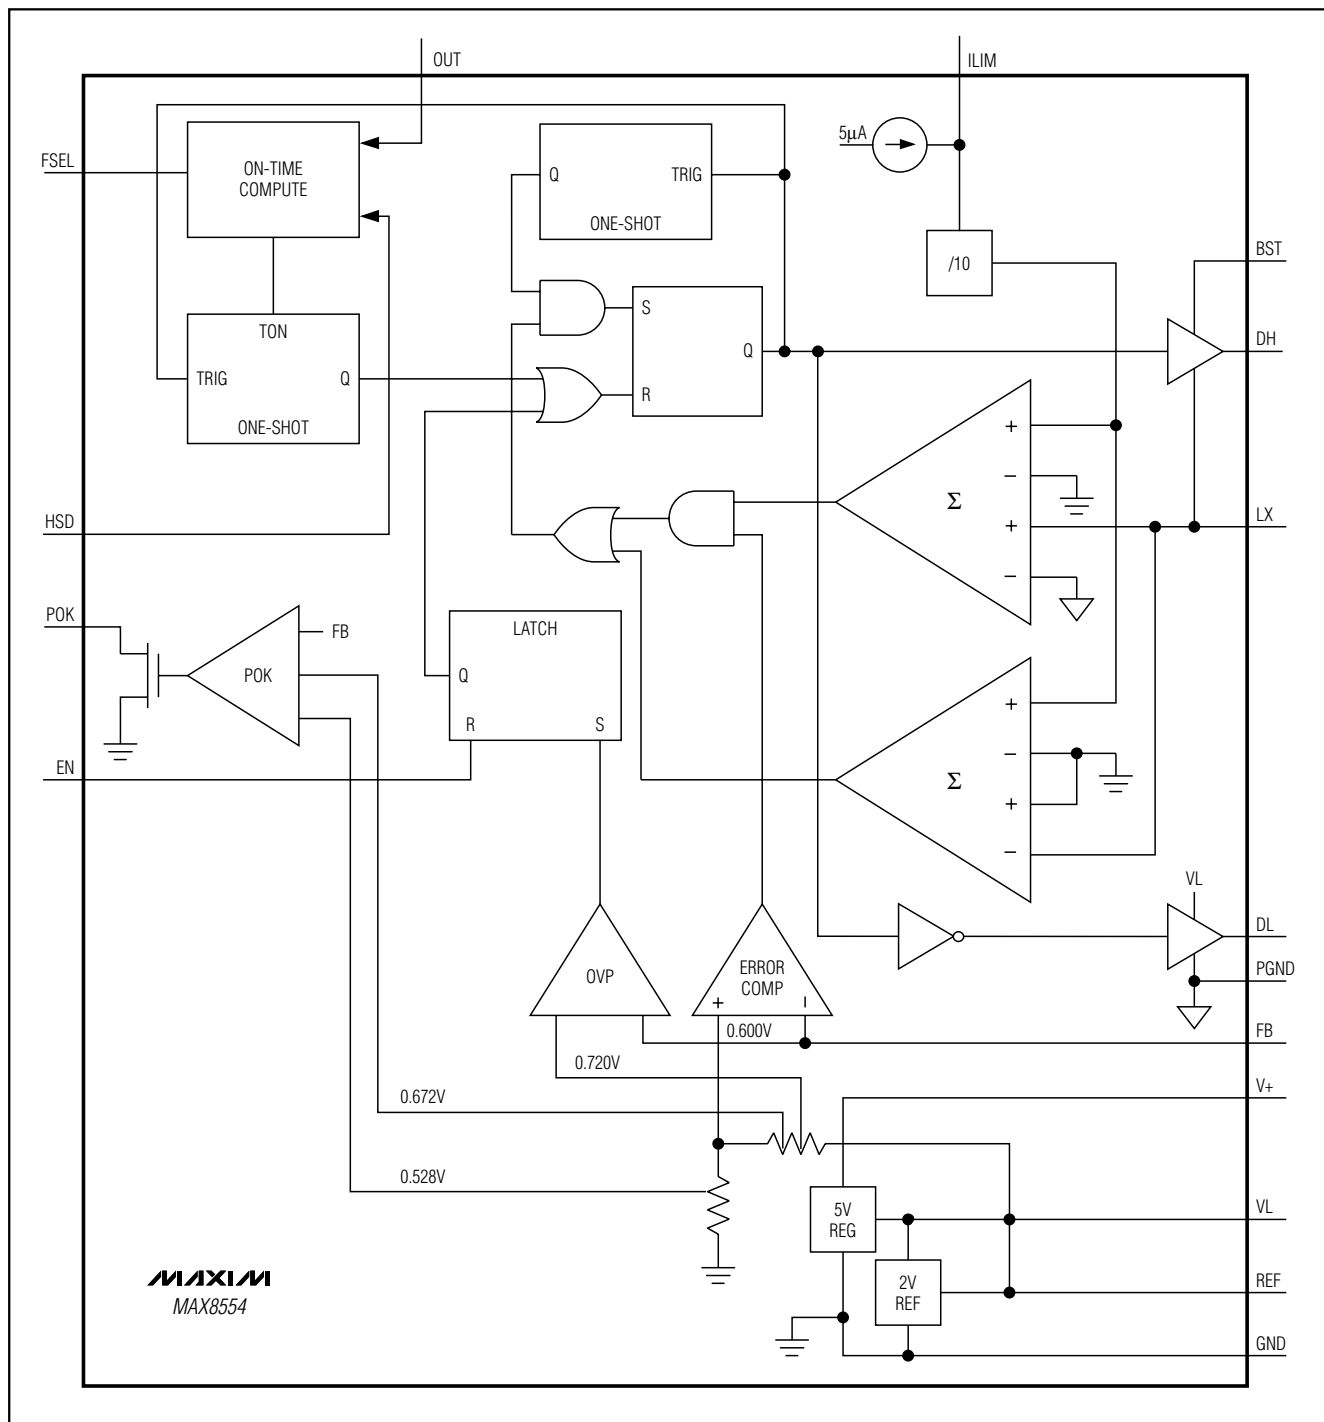 OUT
ILIM
5µA
FSEL
ON-TIME
COMPUTE
Q
TRIG
ONE-SHOT
/10
BST
S
TON
Q
DH
TRIG
Q
R
ONE-SHOT
+
−
Σ
+
−
HSD
LX
POK
FB
LATCH
POK
Q
R
S
+
−
Σ
+
−
EN
VL
DL
OVP
ERROR
COMP
PGND
+
−
0.600V
FB
0.720V
V+
0.672V
0.528V
5V
REG
VL
MAXIM
MAX8554
2V
REF
REF
GND